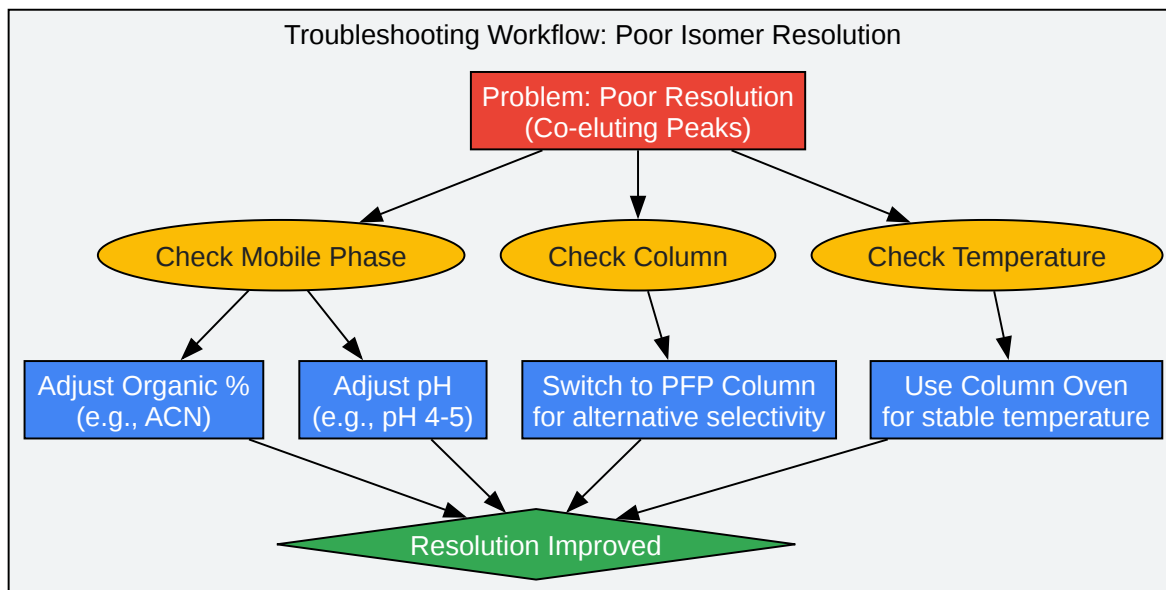 Troubleshooting Workflow: Poor Isomer Resolution
Problem: Poor Resolution
(Co-eluting Peaks)
Check Mobile Phase
Check Column
Check Temperature
Adjust Organic %
(e.g., ACN)
Adjust pH
(e.g., pH 4-5)
Switch to PFP Column
for alternative selectivity
Use Column Oven
for stable temperature
Resolution Improved